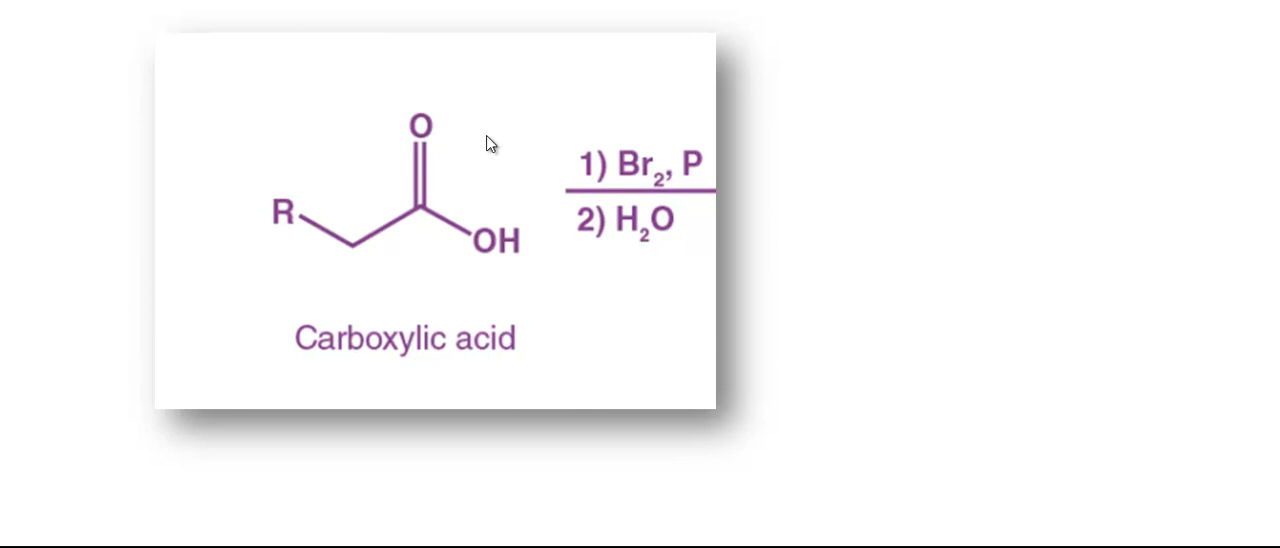 O
R
OH
1) Br₂, P
2) H₂O
Carboxylic acid